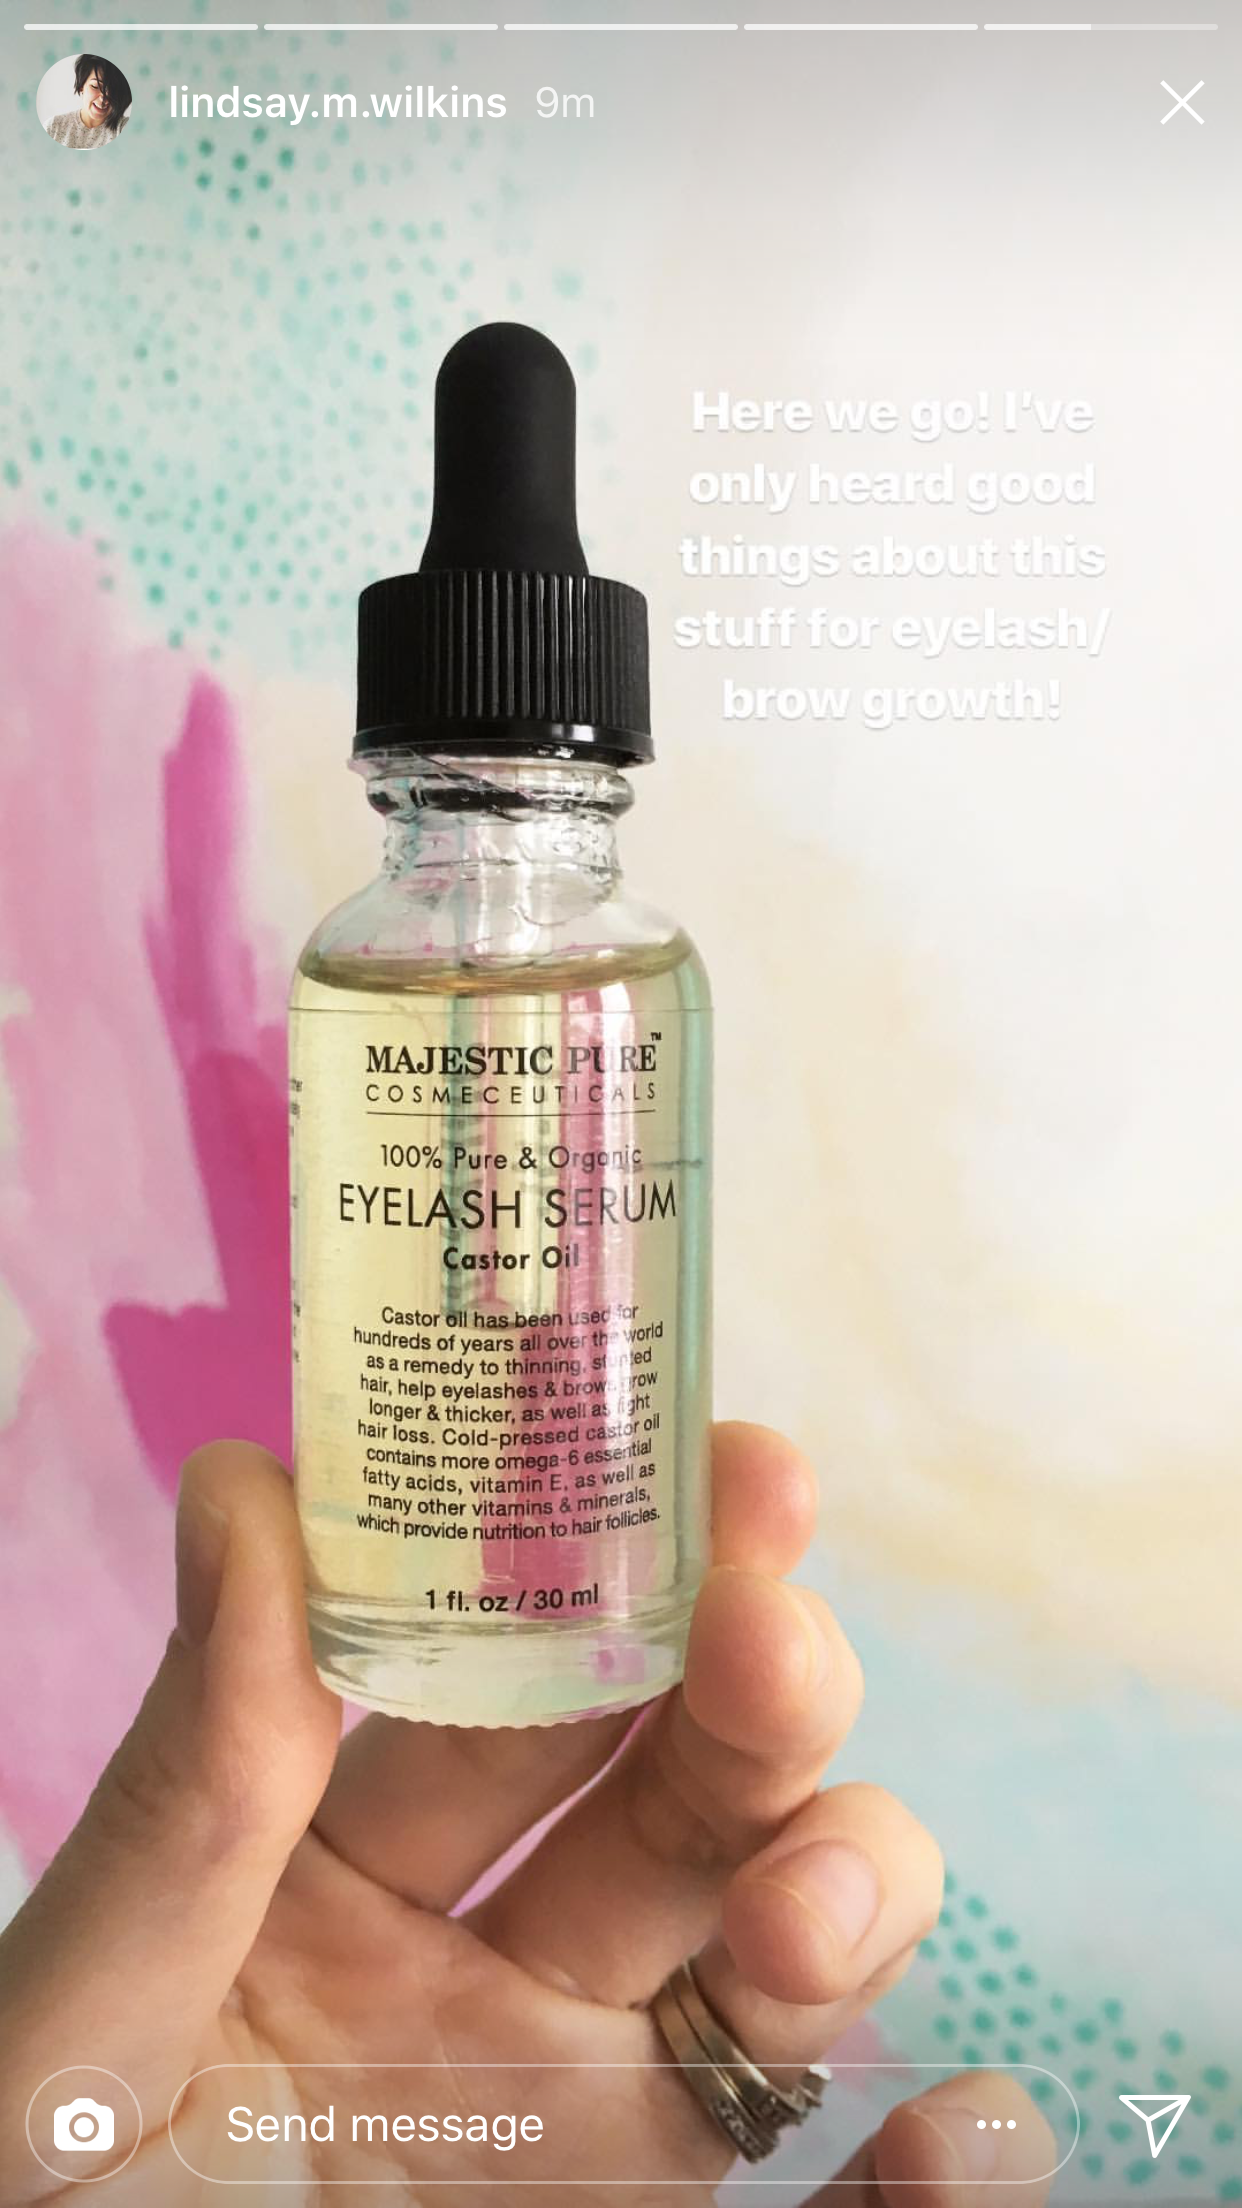 lindsay.m.wilkins 9m
Here we go! I've
only heard good
things about this
stuff for eyelash/
brow growth!
MAJESTIC PURE™
COSMECEUTICALS
100% Pure & Organic
EYELASH SERUM
Castor Oil
Castor oil has been used for
hundreds of years all over the world
as a remedy to thinning, stunted
hair, help eyelashes & brows grow
longer & thicker, as well as fight
hair loss. Cold-pressed castor oil
contains more omega-6 essential
fatty acids, vitamin E, as well as
many other vitamins & minerals,
which provide nutrition to hair follicles.
1 fl. oz / 30 ml
Send message